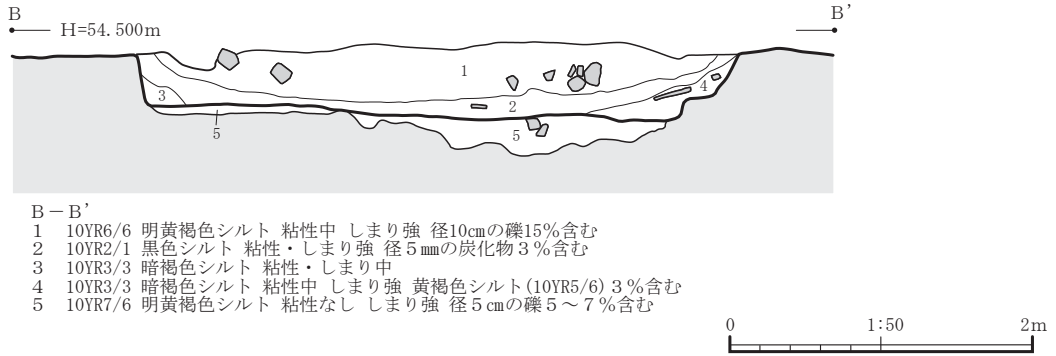 B B’
H=54.500m
1
3 2 4
5 5
B－B’
1 10YR6/6 明黄褐色シルト 粘性中 しまり強 径10㎝の礫15%含む
2 10YR2/1 黒色シルト 粘性・しまり強 径５㎜の炭化物３％含む
3 10YR3/3 暗褐色シルト 粘性・しまり中
4 10YR3/3 暗褐色シルト 粘性中 しまり強 黄褐色シルト(10YR5/6)３％含む
5 10YR7/6 明黄褐色シルト 粘性なし しまり強 径５㎝の礫５～７％含む
0 1:50 2m